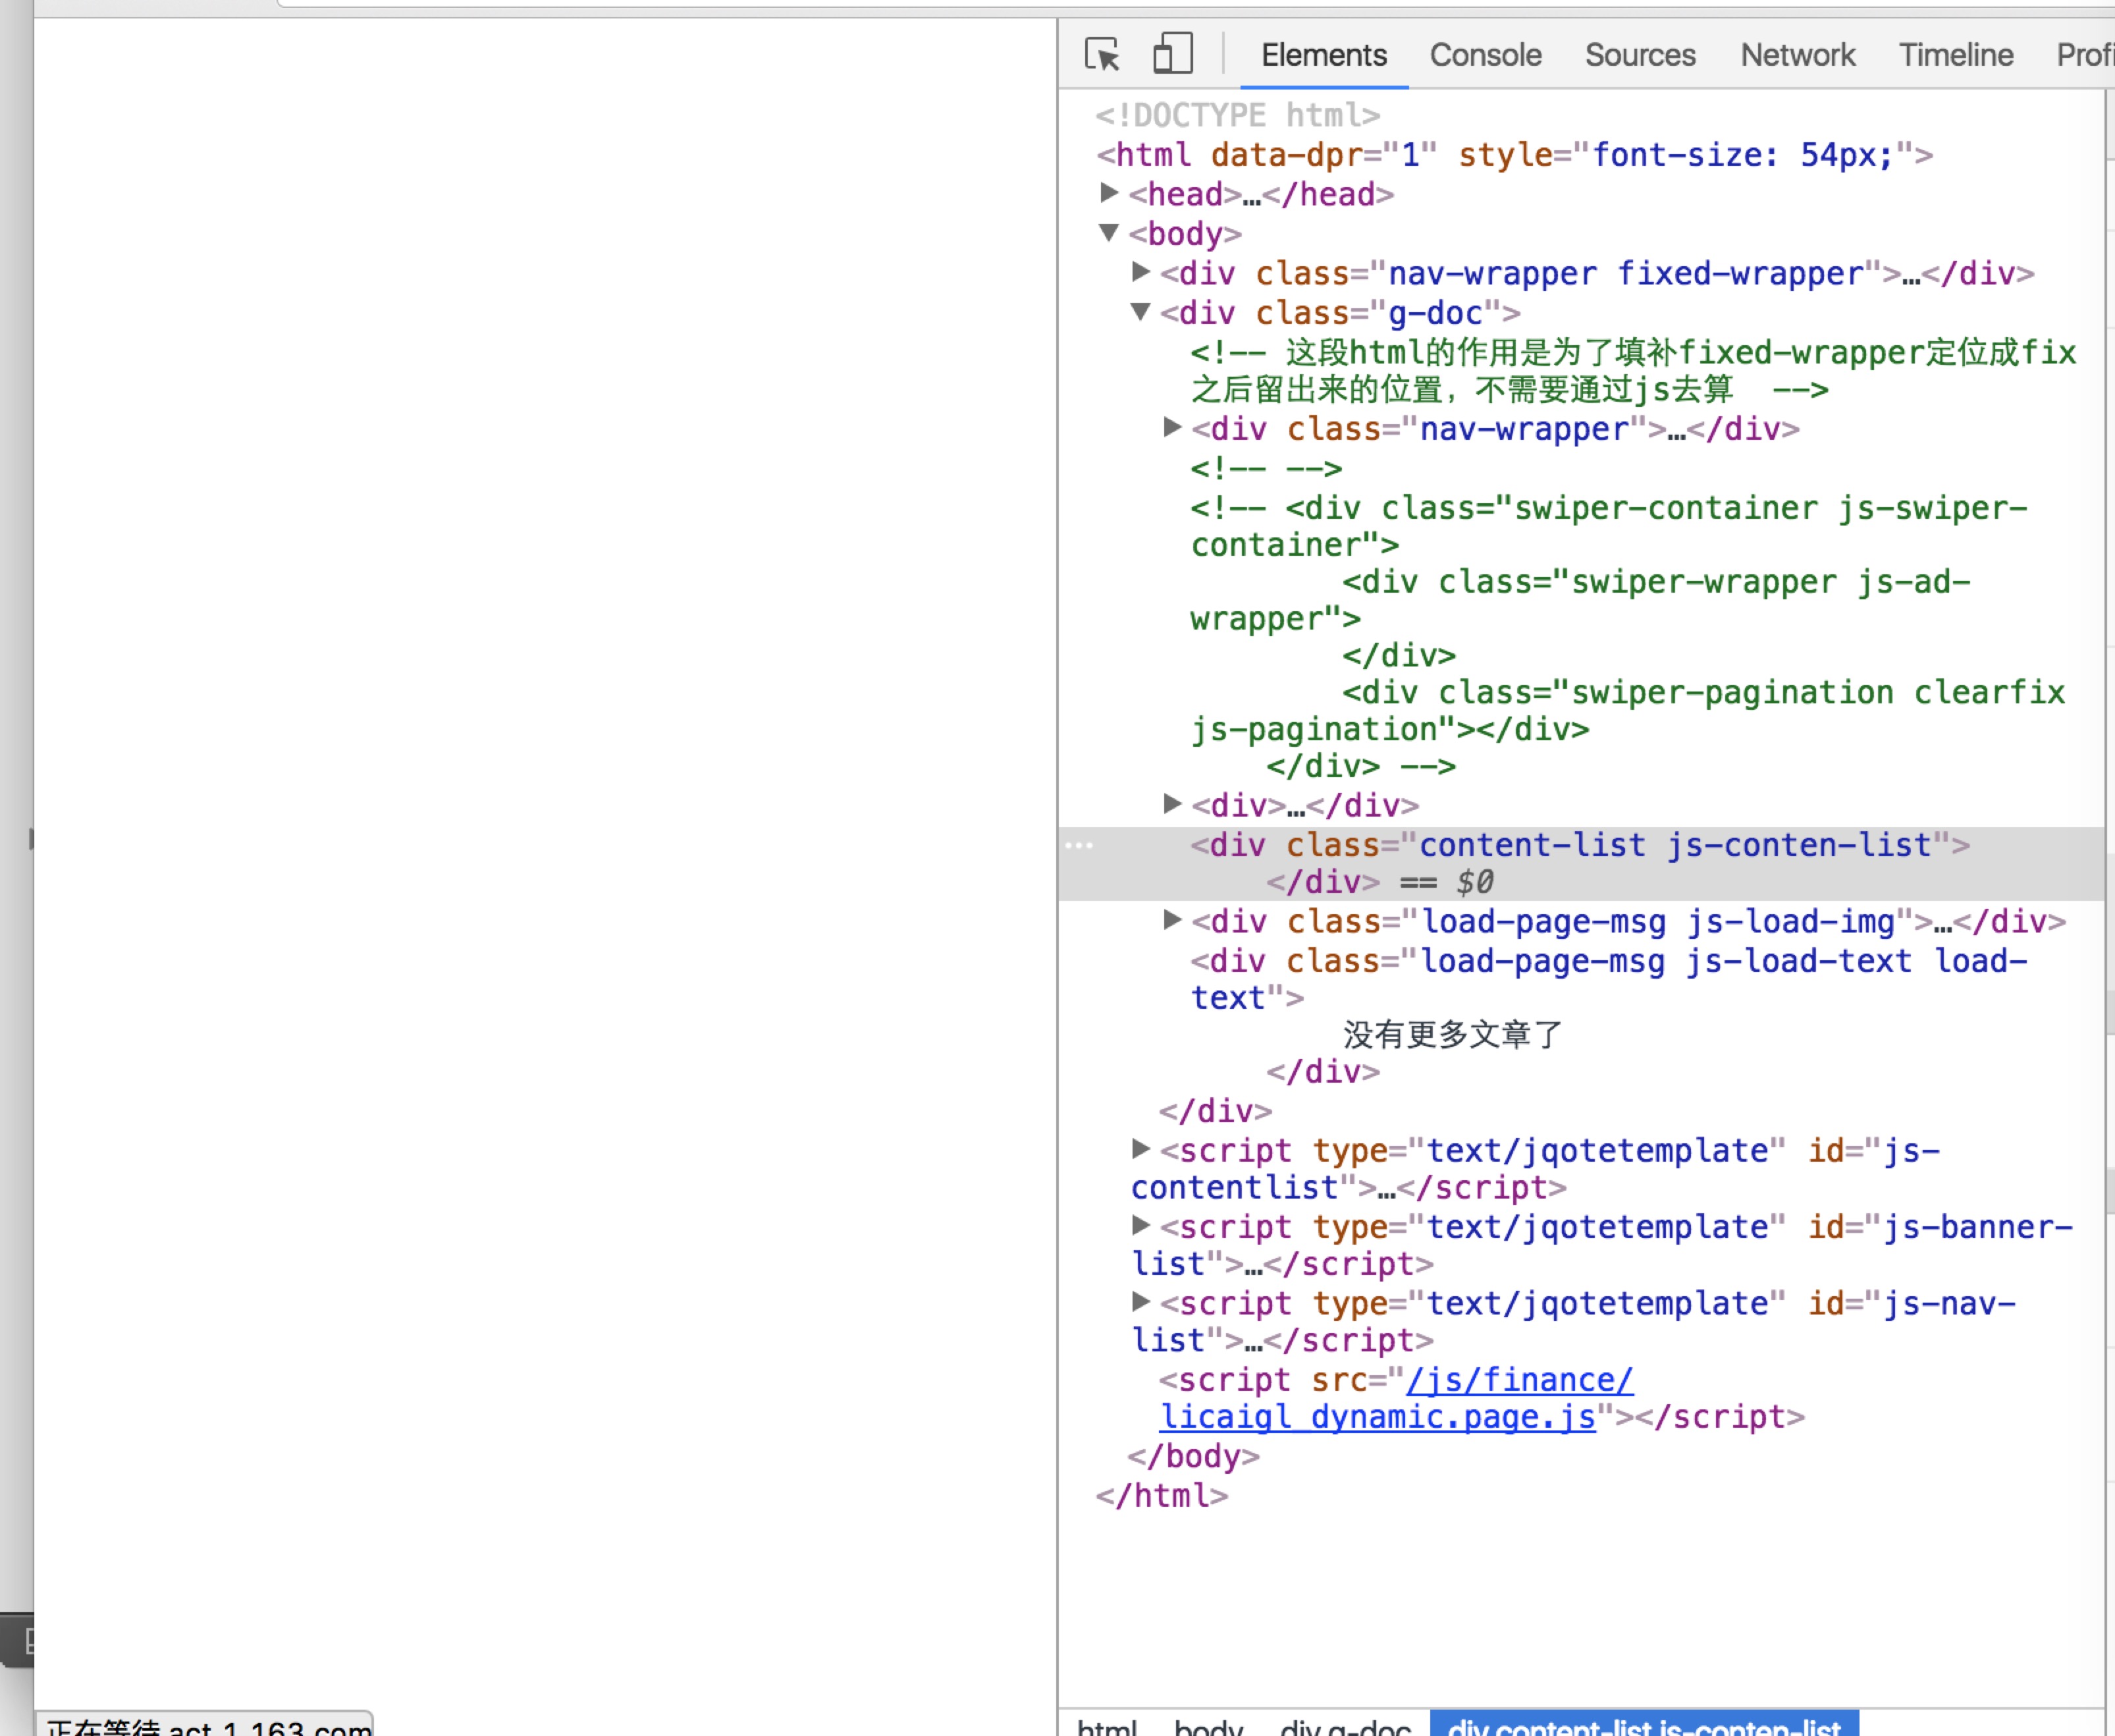 Elements Console Sources Network Timeline
<!DOCTYPE html>
<html data-dpr="1" style="font-size: 54px;">
<head>…</head>
<body>
<div class="nav-wrapper fixed-wrapper">…</div>
<div class="g-doc">
<!-- 这段html的作用是为了填补fixed-wrapper定位成fix
之后留出来的位置，不需要通过js去算 -->
<div class="nav-wrapper">…</div>
<!-- -->
<!-- <div class="swiper-container js-swiper-
container">
<div class="swiper-wrapper js-ad-
wrapper">
</div>
<div class="swiper-pagination clearfix
js-pagination"></div>
</div> -->
<div>…</div>
<div class="content-list js-conten-list">
</div> == $0
<div class="load-page-msg js-load-img">…</div>
<div class="load-page-msg js-load-text load-
text">
没有更多文章了
</div>
</div>
<script type="text/jqotetemplate" id="js-
contentlist">…</script>
<script type="text/jqotetemplate" id="js-banner-
list">…</script>
<script type="text/jqotetemplate" id="js-nav-
list">…</script>
<script src="/js/finance/
licaigl_dynamic.page.js"></script>
</body>
</html>
正在等待 act.1.163.com
html body div.g-doc div.content-list.js-conten-list